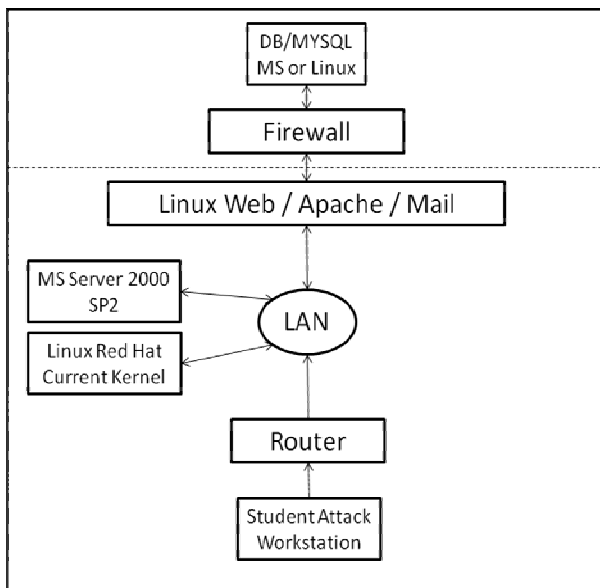 DB/MYSQL
MS or Linux
Firewall
Linux Web / Apache / Mail
MS Server 2000
SP2
LAN
Linux Red Hat
Current Kernel
Router
Student Attack
Workstation